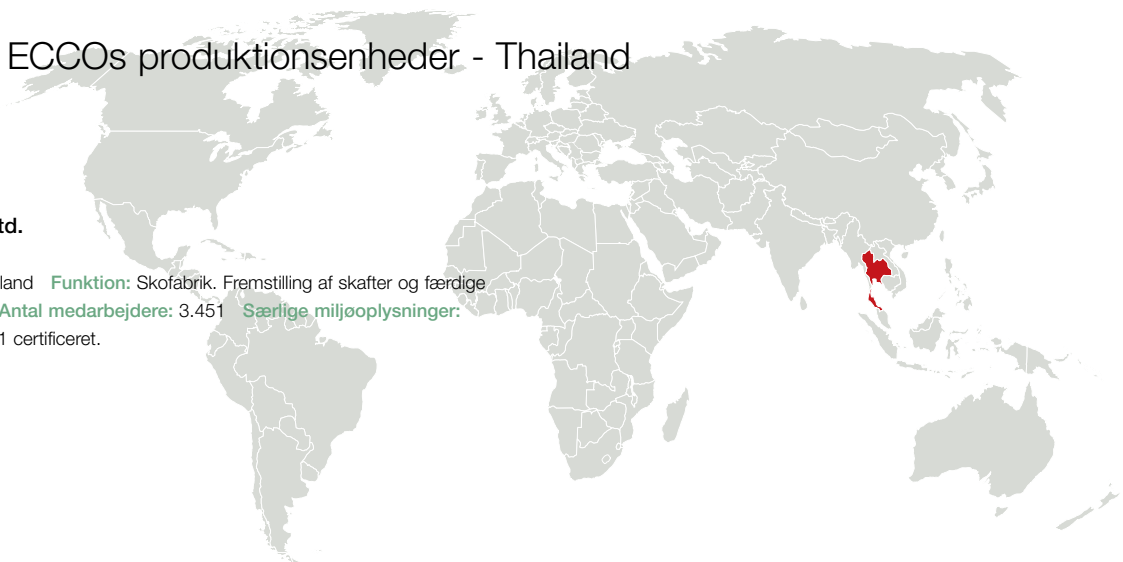 ECCOs produktionsenheder - Thailand
td.
land Funktion: Skofabrik. Fremstilling af skafter og færdige
Antal medarbejdere: 3.451 Særlige miljøoplysninger:
1 certificeret.